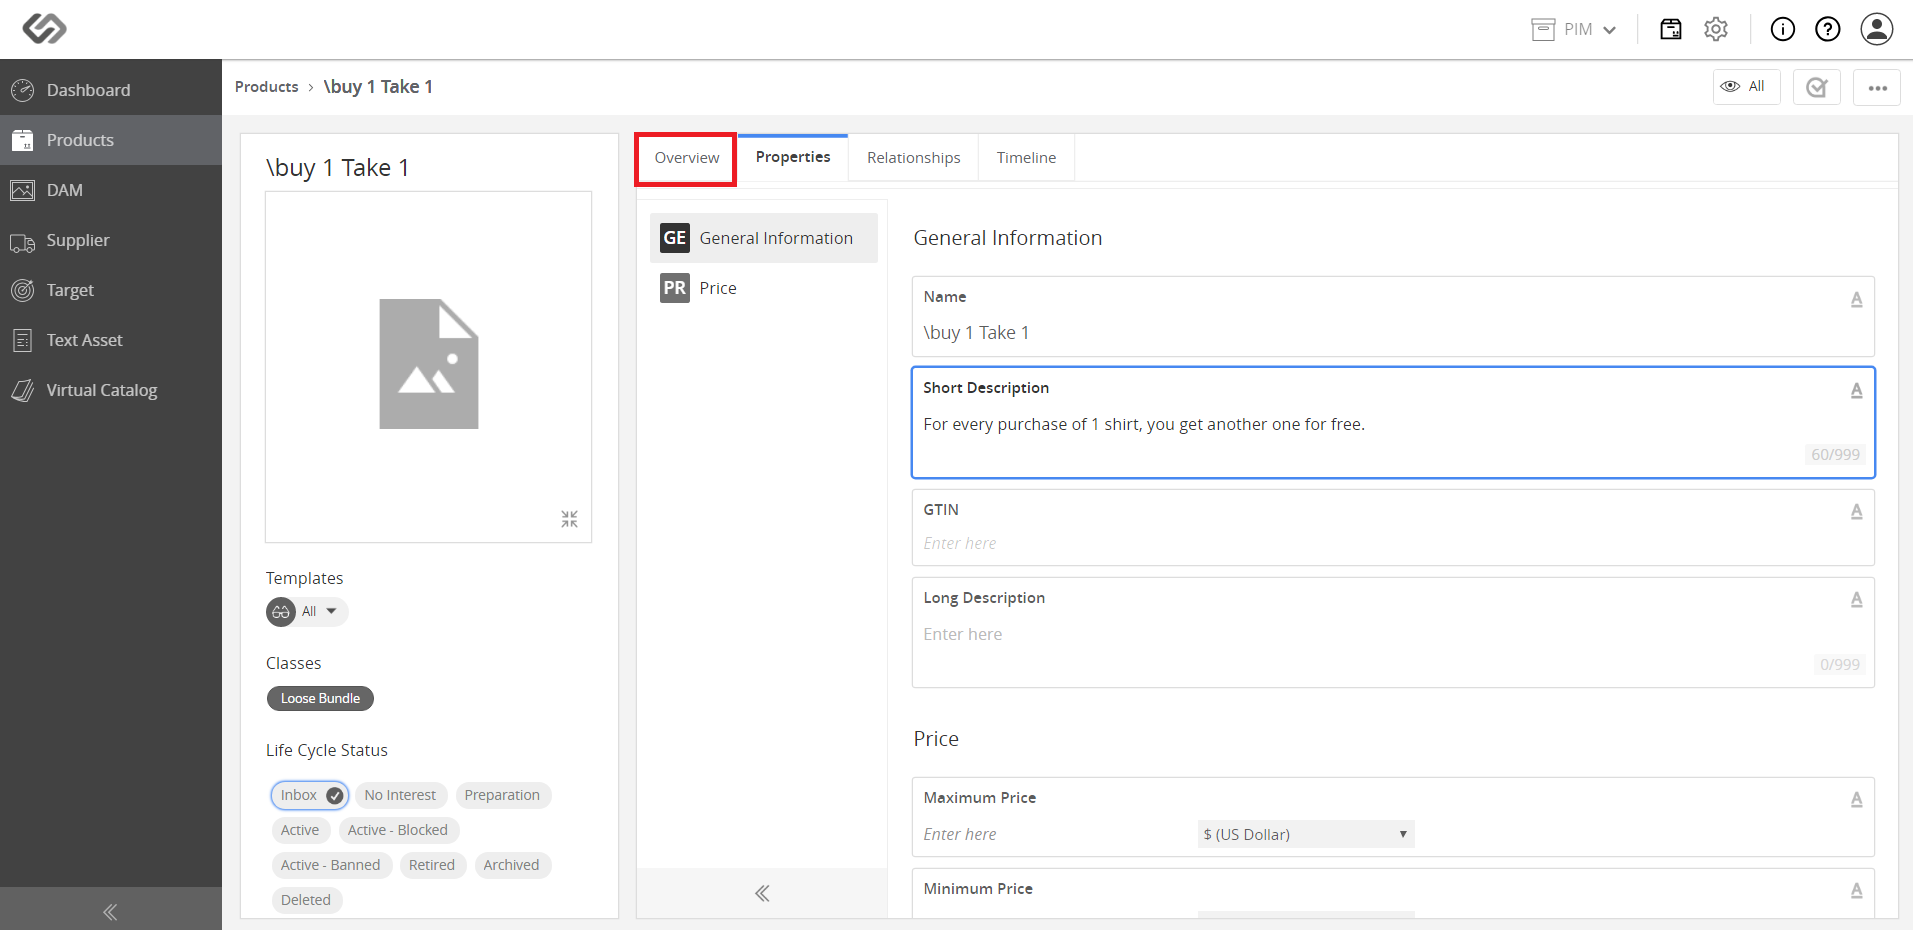 PIM
Dashboard
Products
DAM
Supplier
Target
Text Asset
Virtual Catalog
Products > \buy 1 Take 1
All
\buy 1 Take 1
Templates
All
Classes
Loose Bundle
Life Cycle Status
Inbox No Interest Preparation
Active Active - Blocked
Active - Banned Retired Archived
Deleted
Overview Properties Relationships Timeline
GE General Information
PR Price
General Information
Name
\buy 1 Take 1
Short Description
For every purchase of 1 shirt, you get another one for free.
60/999
GTIN
Enter here
Long Description
Enter here
0/999
Price
Maximum Price
Enter here $ (US Dollar)
Minimum Price